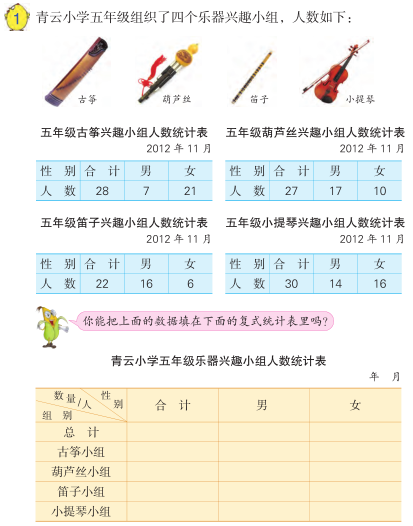 1 青云小学五年级组织了四个乐器兴趣小组，人数如下：
古筝 葫芦丝 笛子 小提琴
五年级古筝兴趣小组人数统计表
2012 年 11 月
性 别 合 计 男 女
人 数 28 7 21
五年级葫芦丝兴趣小组人数统计表
2012 年 11 月
性 别 合 计 男 女
人 数 27 17 10
五年级笛子兴趣小组人数统计表
2012 年 11 月
性 别 合 计 男 女
人 数 22 16 6
五年级小提琴兴趣小组人数统计表
2012 年 11 月
性 别 合 计 男 女
人 数 30 14 16
你能把上面的数据填在下面的复式统计表里吗？
青云小学五年级乐器兴趣小组人数统计表
年 月
数量/人 性别 组别 合 计 男 女
总 计
古筝小组
葫芦丝小组
笛子小组
小提琴小组